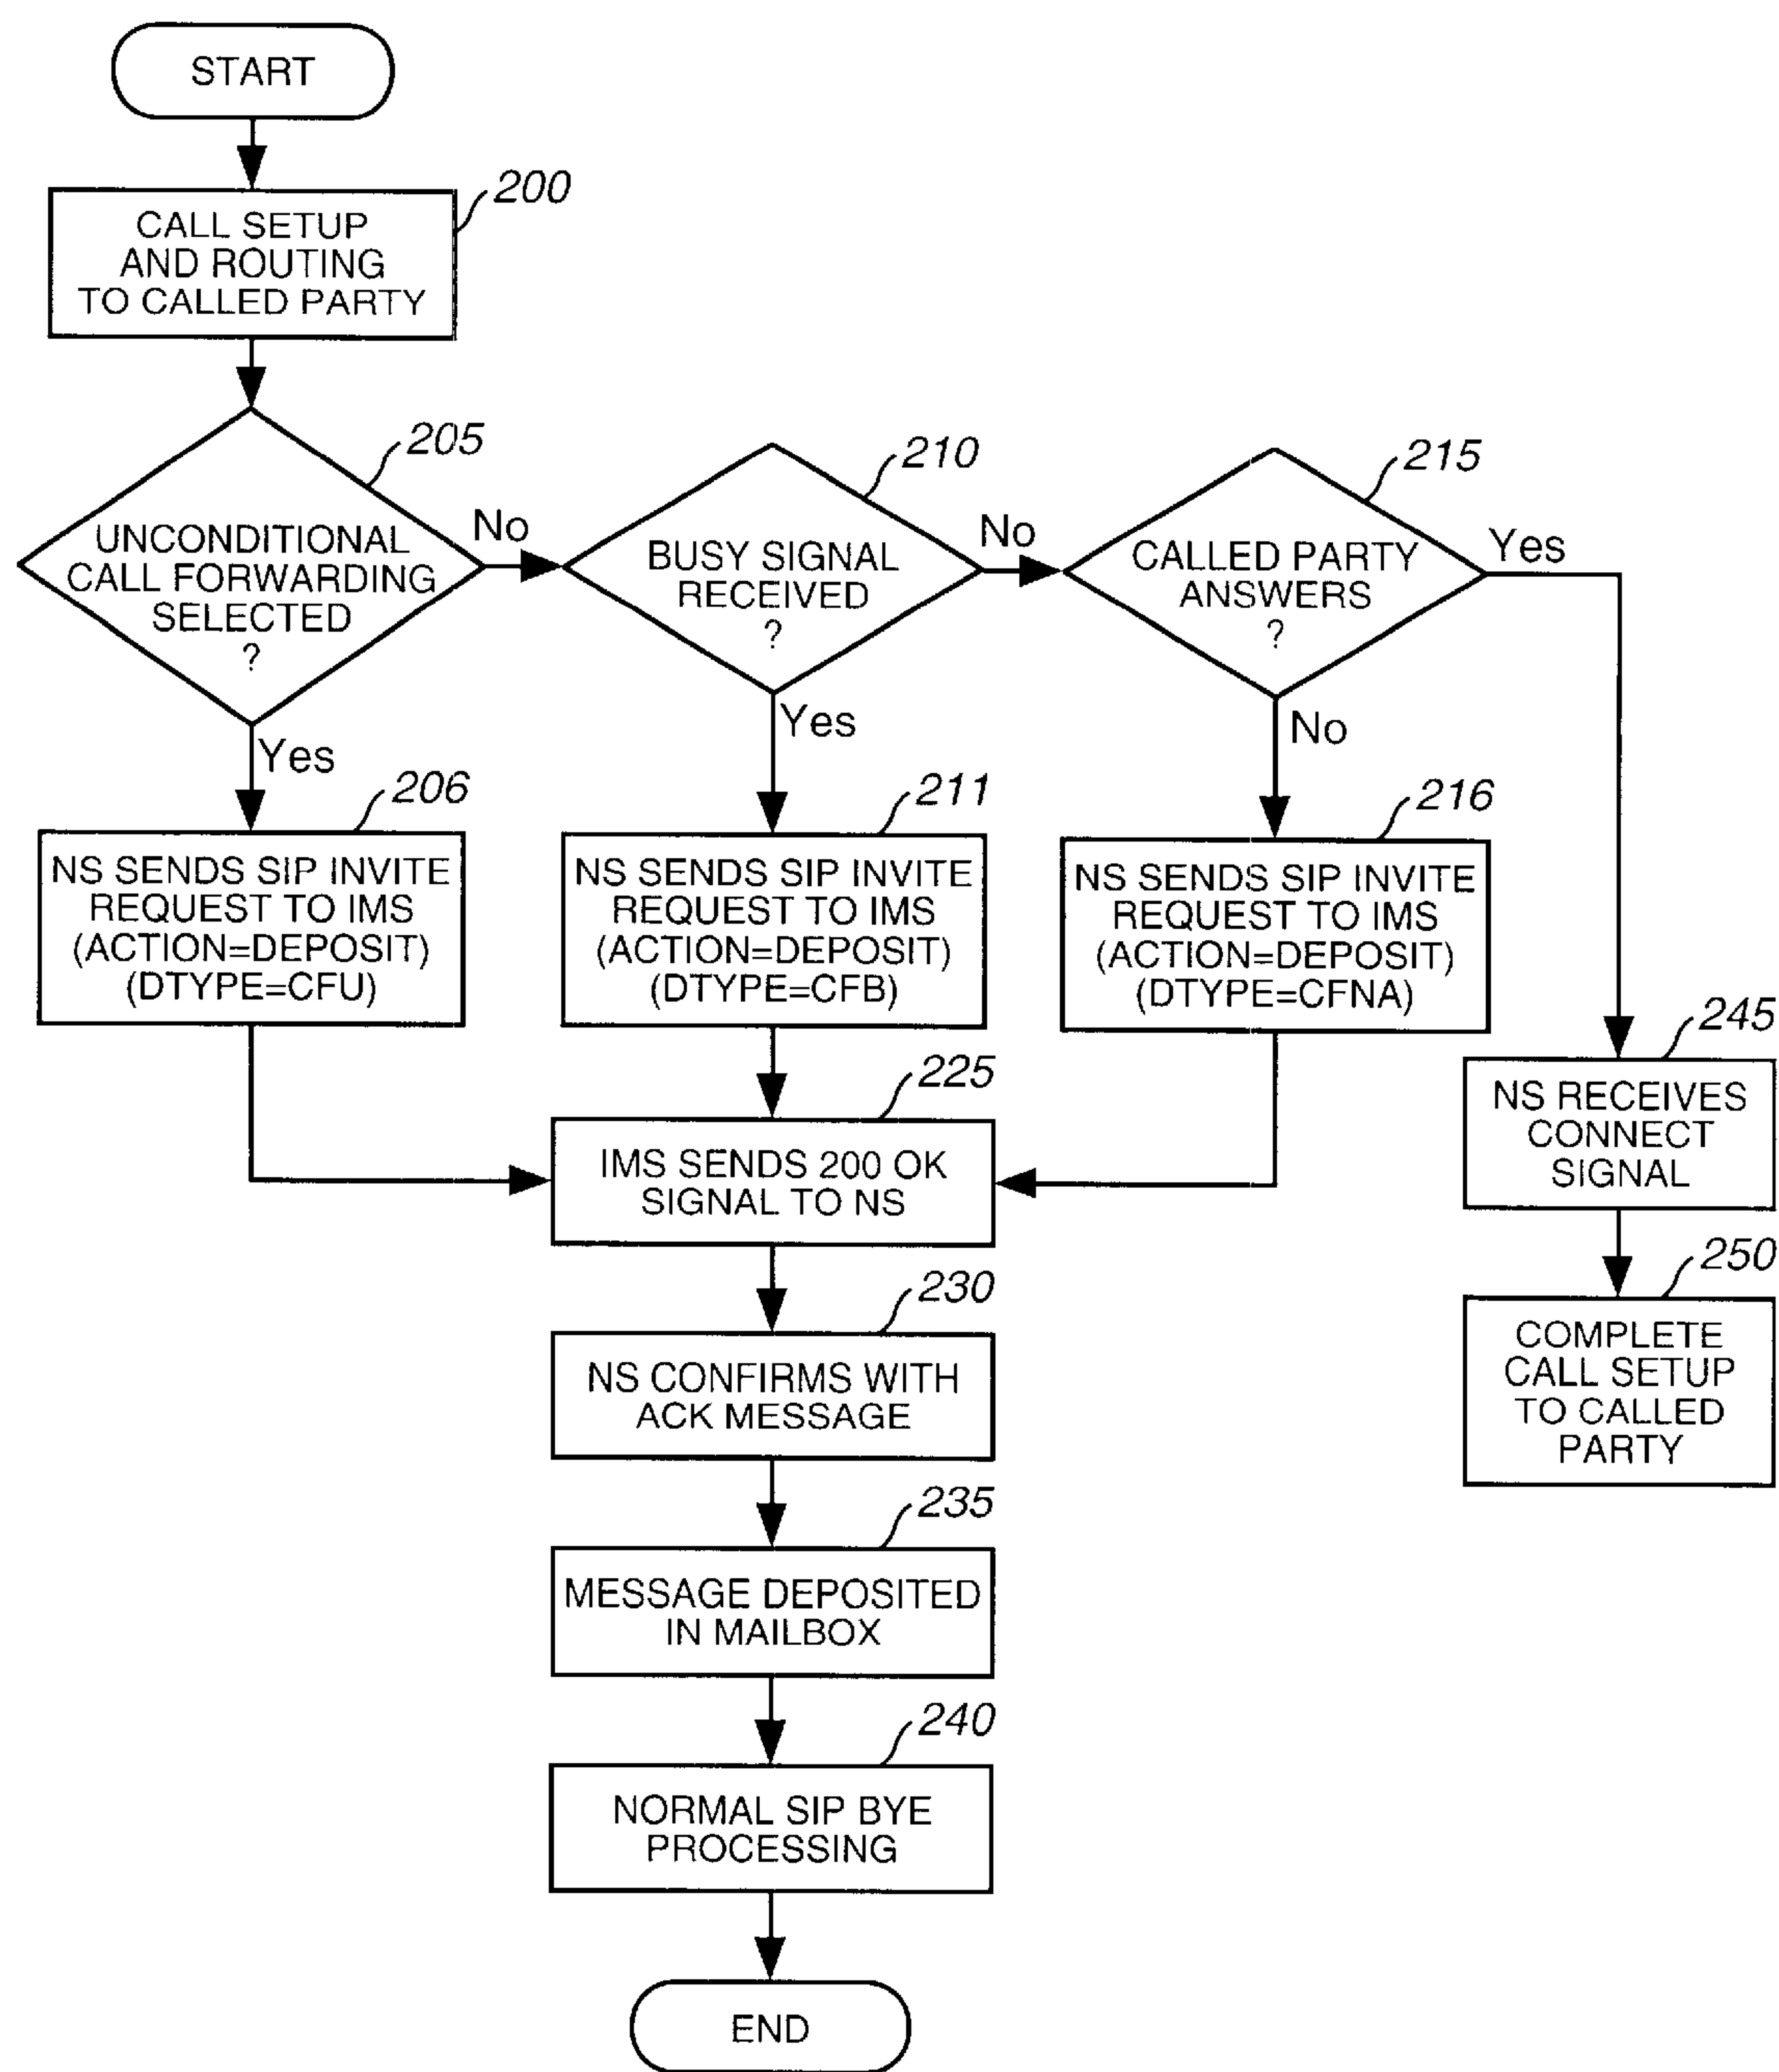 START
200
CALL SETUP
AND ROUTING
TO CALLED PARTY
205
UNCONDITIONAL
CALL FORWARDING
SELECTED
?
No
210
BUSY SIGNAL
RECEIVED
?
No
215
CALLED PARTY
ANSWERS
?
Yes
Yes
Yes
No
206
NS SENDS SIP INVITE
REQUEST TO IMS
(ACTION=DEPOSIT)
(DTYPE=CFU)
211
NS SENDS SIP INVITE
REQUEST TO IMS
(ACTION=DEPOSIT)
(DTYPE=CFB)
216
NS SENDS SIP INVITE
REQUEST TO IMS
(ACTION=DEPOSIT)
(DTYPE=CFNA)
225
IMS SENDS 200 OK
SIGNAL TO NS
245
NS RECEIVES
CONNECT
SIGNAL
230
NS CONFIRMS WITH
ACK MESSAGE
250
COMPLETE
CALL SETUP
TO CALLED
PARTY
235
MESSAGE DEPOSITED
IN MAILBOX
240
NORMAL SIP BYE
PROCESSING
END